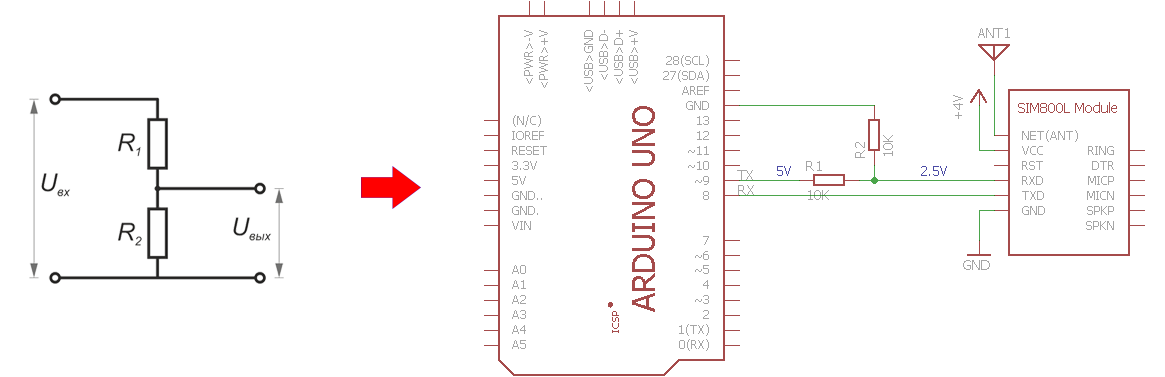 R1
R2
Uвх
Uвых
<PWR>-V
<PWR>+V
<USB>GND
<USB>D-
<USB>D+
<USB>+V
28(SCL)
27(SDA)
AREF
GND
13
12
~11
~10
~9
8
7
~6
~5
4
~3
2
1(TX)
0(RX)
(N/C)
IOREF
RESET
3.3V
5V
GND..
GND.
VIN
A0
A1
A2
A3
A4
A5
ARDUINO UNO
ICSP
TX
RX
5V
R1
10K
R2
10K
2.5V
ANT1
+4V
GND
SIM800L Module
NET(ANT)
VCC
RST
RXD
TXD
GND
RING
DTR
MICP
MICN
SPKP
SPKN